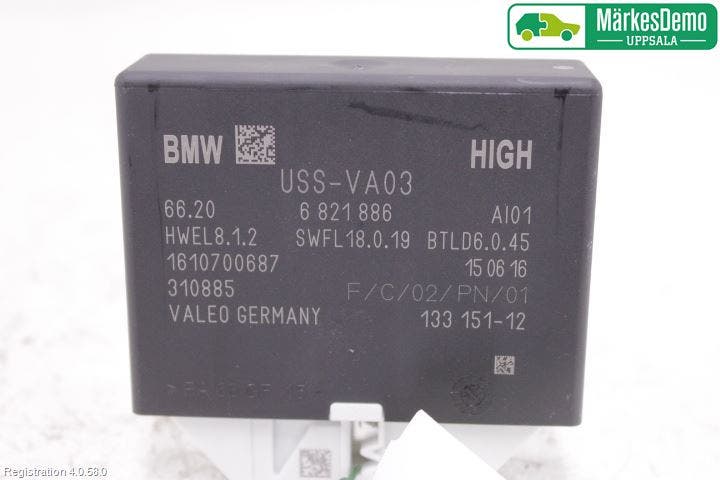 MärkesDemo
UPPSALA
BMW HIGH
USS-VA03
66.20 6 821 886 AI01
HWEL8.1.2 SWFL18.0.19 BTLD6.0.45
1610700687 15 06 16
310885 F/C/02/PN/01
VALEO GERMANY 133 151-12
Registration 4.0.58.0